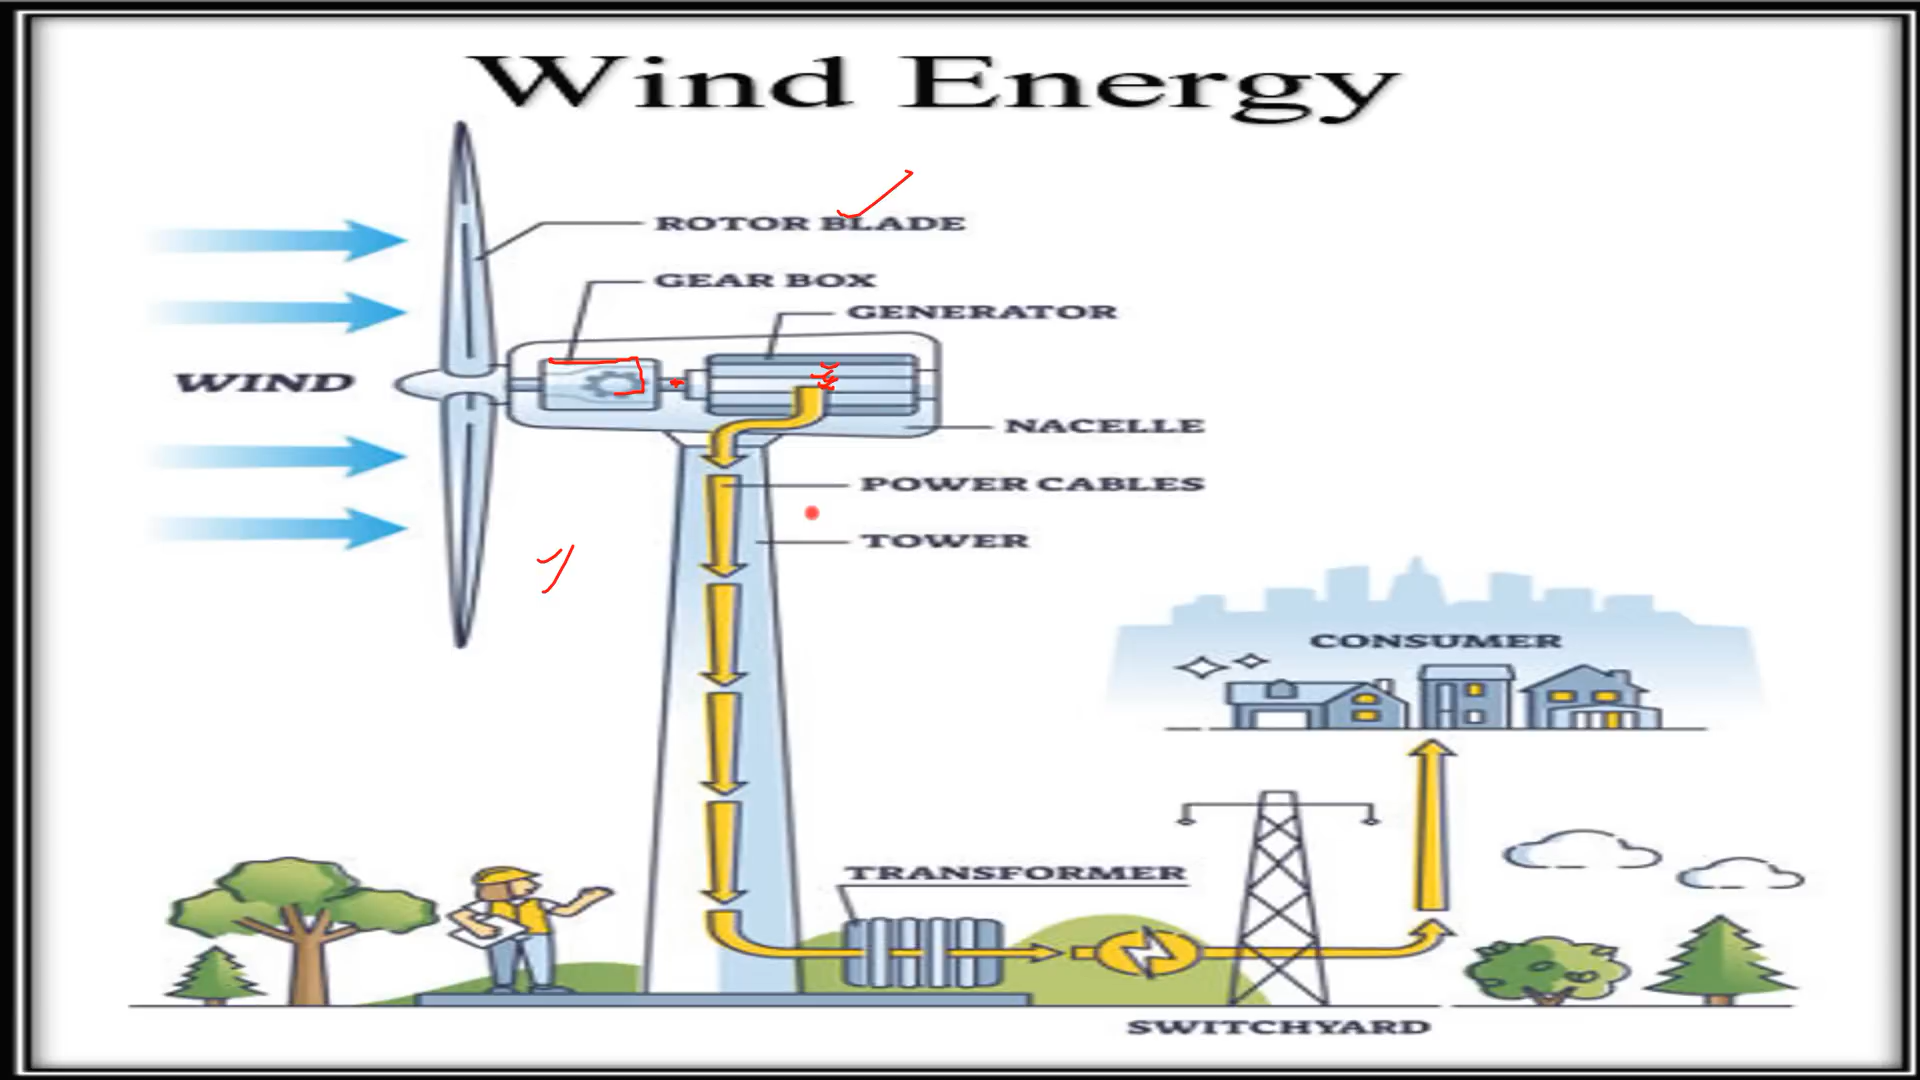 Wind Energy
ROTOR BLADE
GEAR BOX
GENERATOR
WIND
NACELLE
POWER CABLES
TOWER
CONSUMER
TRANSFORMER
SWITCHYARD